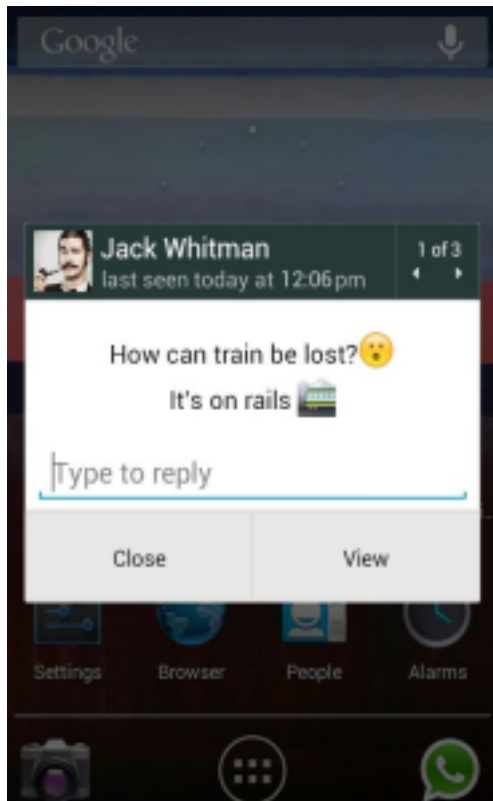 Google
Jack Whitman
last seen today at 12:06 pm
1 of 3
How can train be lost?
It's on rails
Type to reply
Close
View
Settings
Browser
People
Alarms